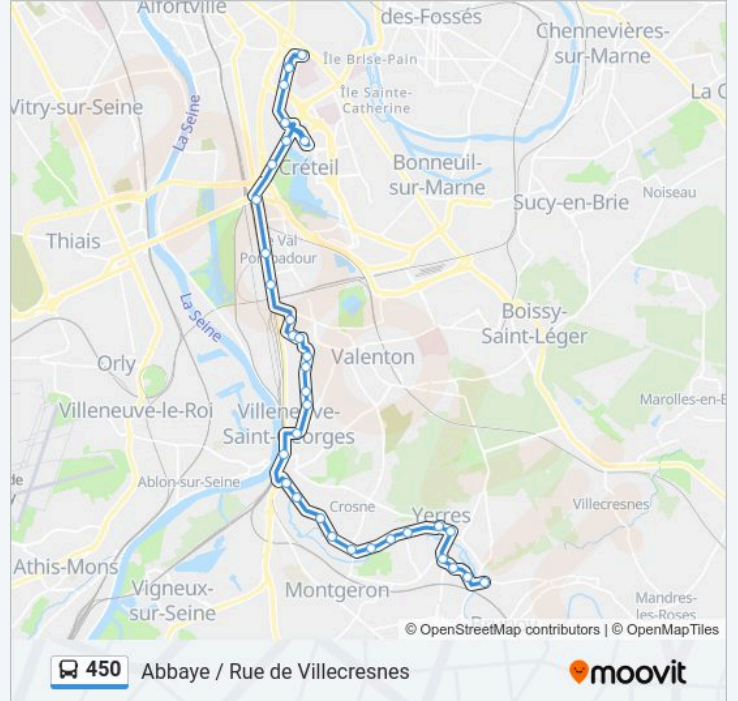 Alfortville
des-Fossés
Chennevières-
sur-Marne
Île Brise-Pain
Vitry-sur-Seine
La Seine
Île Sainte-
Catherine
La
Créteil
Bonneuil-
sur-Marne
Sucy-en-Brie
Noiseau
Thiais
Le Val
Pompadour
La Seine
Boissy-
Saint-Léger
Orly
Valenton
Villeneuve-le-Roi
Villeneuve-
Saint-Georges
Marolles-en-B
Ablon-sur-Seine
Crosne
Yerres
Villecresnes
Athis-Mons
Vigneux-
sur-Seine
Montgeron
Mandres-
les-Roses
© OpenStreetMap contributors | © OpenMapTiles
450 Abbaye / Rue de Villecresnes moovit